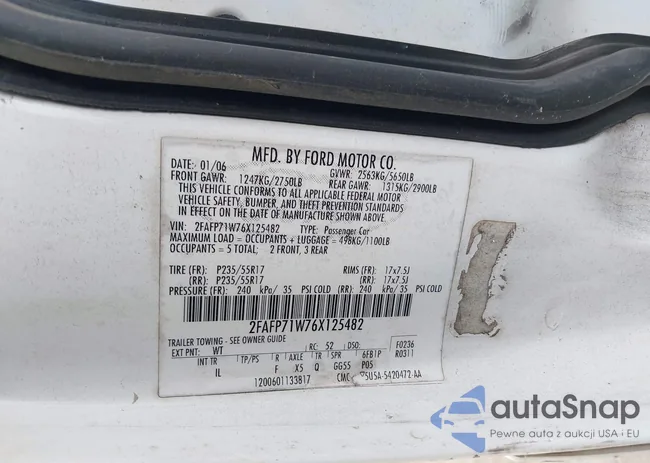 MFD. BY FORD MOTOR CO.
DATE: 01/06 GVWR: 2563KG/5650LB
FRONT GAWR: 1247KG/2750LB REAR GAWR: 1315KG/2900LB
THIS VEHICLE CONFORMS TO ALL APPLICABLE FEDERAL MOTOR
VEHICLE SAFETY, BUMPER, AND THEFT PREVENTION STANDARDS
IN EFFECT ON THE DATE OF MANUFACTURE SHOWN ABOVE.
VIN: 2FAFP71W76X125482 TYPE: Passenger Car
MAXIMUM LOAD = OCCUPANTS + LUGGAGE = 498KG/1100LB
OCCUPANTS = 5 TOTAL: 2 FRONT, 3 REAR
TIRE (FR): P235/55R17 RIMS (FR): 17x7.5J
(RR): P235/55R17 (RR): 17x7.5J
PRESSURE (FR): 240 kPa/ 35 PSI COLD (RR): 240 kPa/ 35 PSI COLD
2FAFP71W76X125482
TRAILER TOWING - SEE OWNER GUIDE
EXT PNT: WT RC: 52 DSO: F0236
INT TR TP/PS R AXLE TR SPR 6FB1P R0311
IL F X5 Q GG55 P05
1200601133817 CMC 5U5A-5420472-AA
autaSnap
Pewne auta z aukcji USA i EU